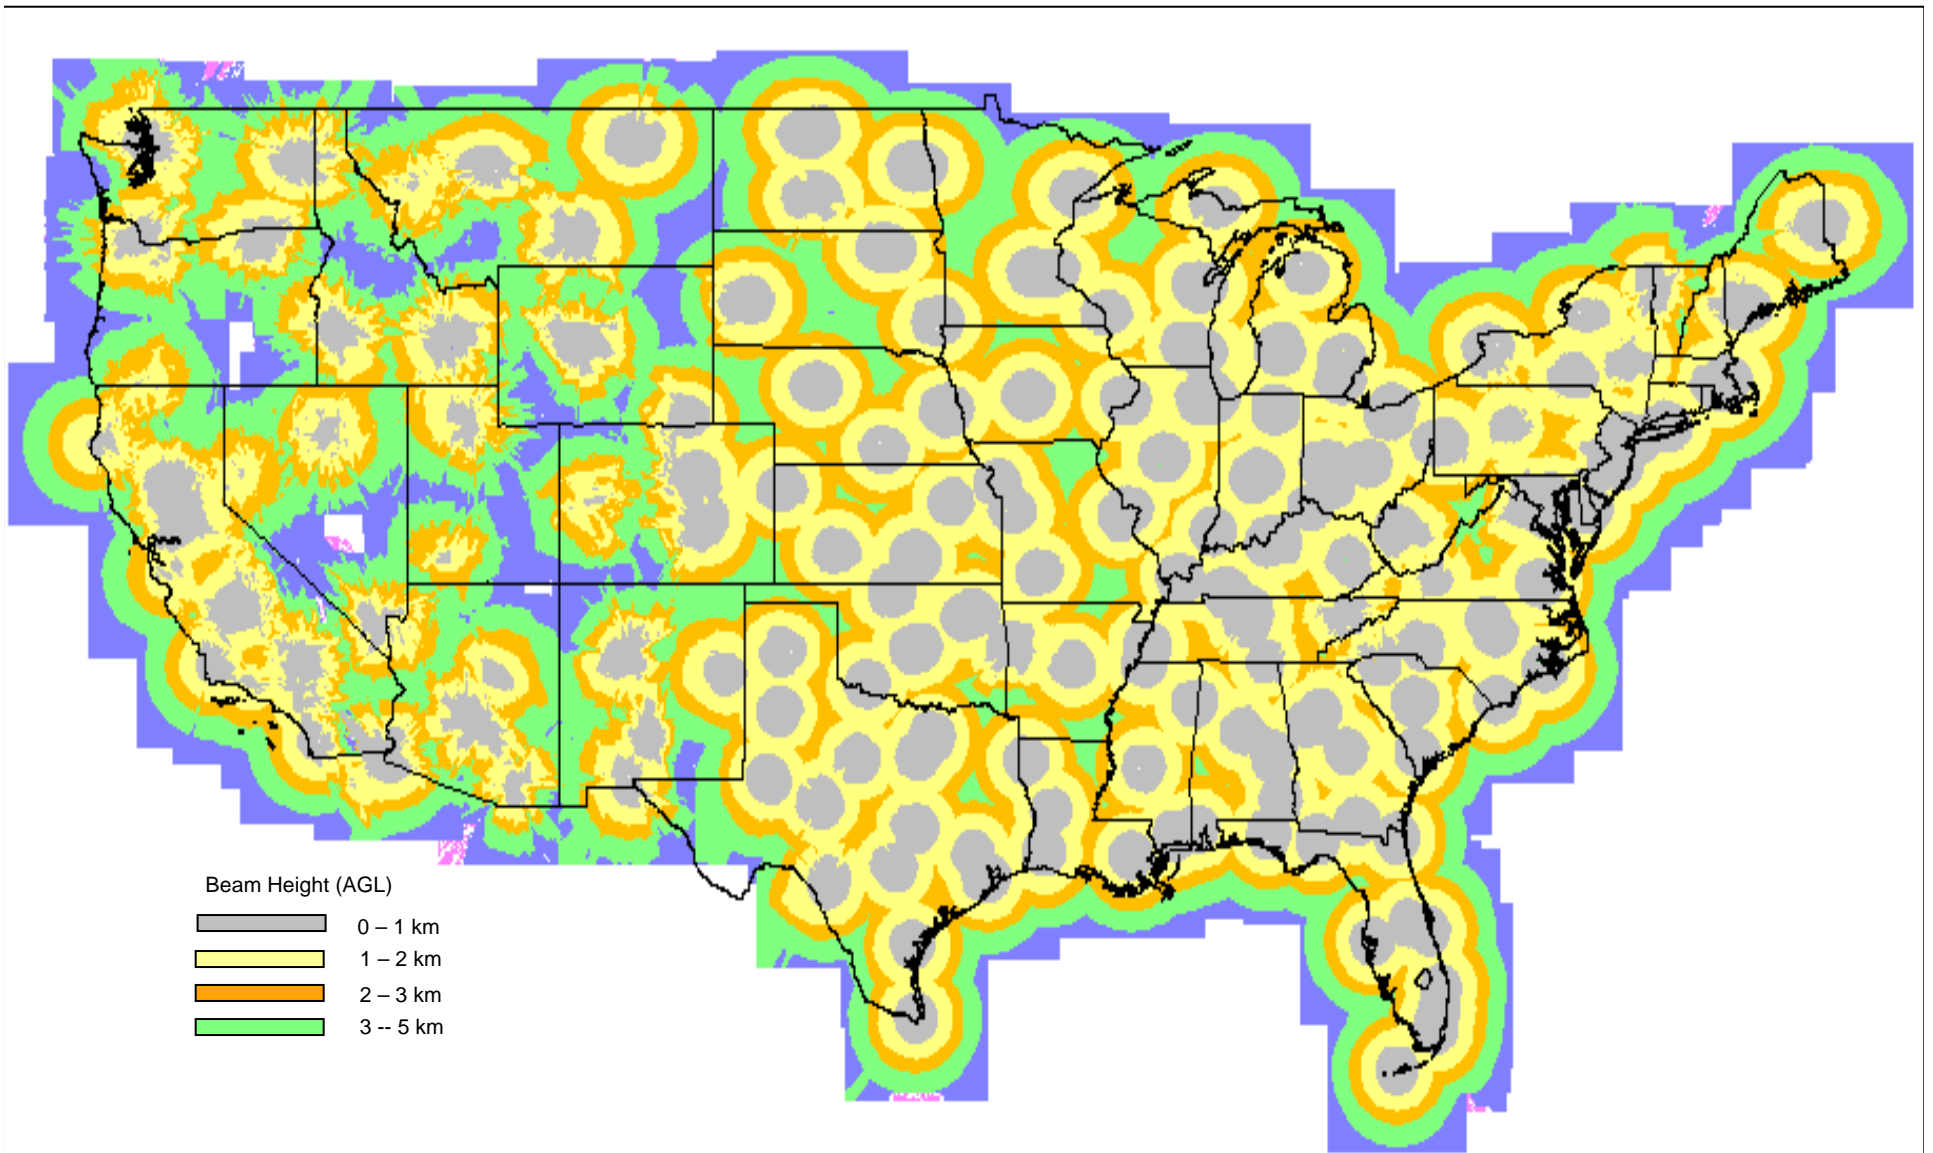 Beam Height (AGL)
0 – 1 km
1 – 2 km
2 – 3 km
3 -- 5 km